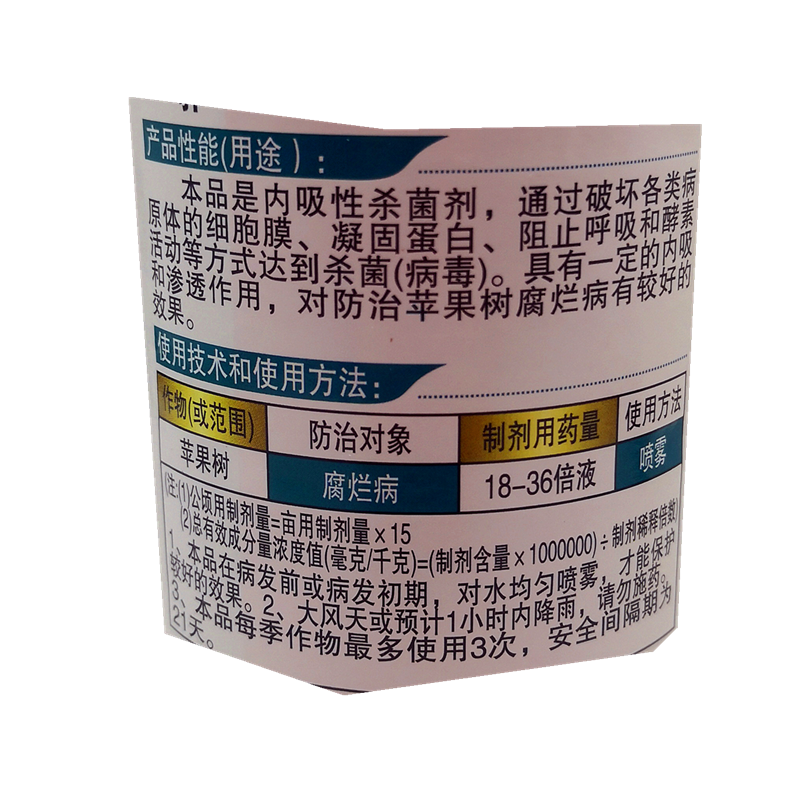 产品性能(用途)：
本品是内吸性杀菌剂，通过破坏各类病
原体的细胞膜、凝固蛋白、阻止呼吸和酵素
活动等方式达到杀菌(病毒)。具有一定的内吸
和渗透作用，对防治苹果树腐烂病有较好的
效果。
使用技术和使用方法：
作物(或范围) 防治对象 制剂用药量 使用方法
苹果树 腐烂病 18-36倍液 喷雾
(注:(1)公顷用制剂量=亩用制剂量×15
(2)总有效成分量浓度值(毫克/千克)=(制剂含量×1000000)÷制剂稀释倍数)
1、本品在病发前或病发初期，对水均匀喷雾，才能保护
较好的效果。2、大风天或预计1小时内降雨，请勿施药。
3、本品每季作物最多使用3次，安全间隔期为
21天。